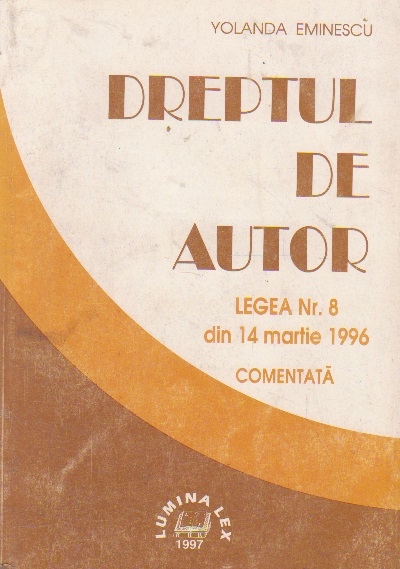 YOLANDA EMINESCU
DREPTUL
DE
AUTOR
LEGEA Nr. 8
din 14 martie 1996
COMENTATĂ
LUMINA LEX
1997